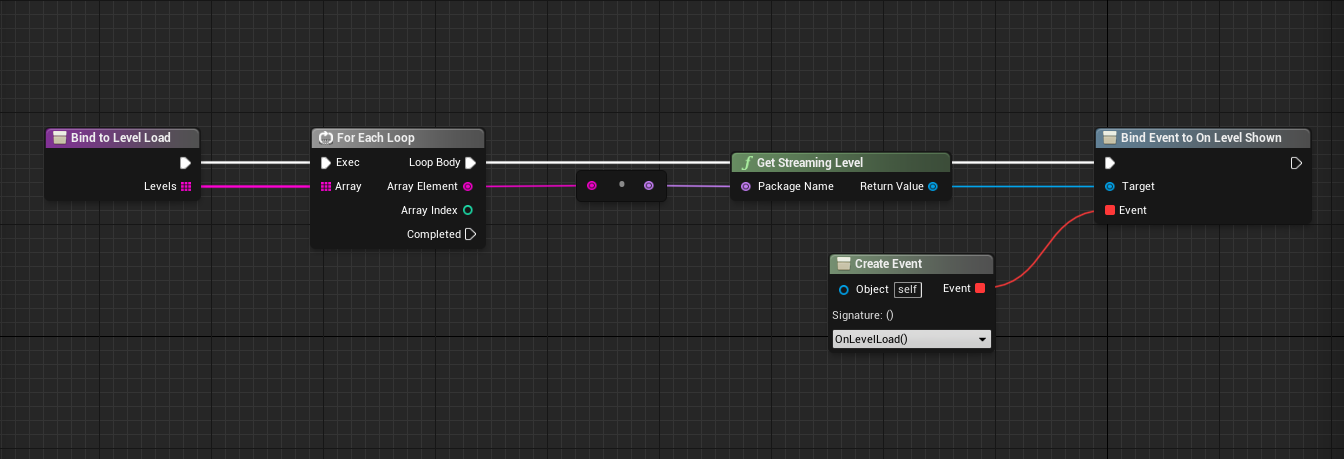 Bind to Level Load
Levels
For Each Loop
Exec
Loop Body
Array
Array Element
Array Index
Completed
f Get Streaming Level
Package Name
Return Value
Bind Event to On Level Shown
Target
Event
Create Event
Object
self
Event
Signature: ()
OnLevelLoad()